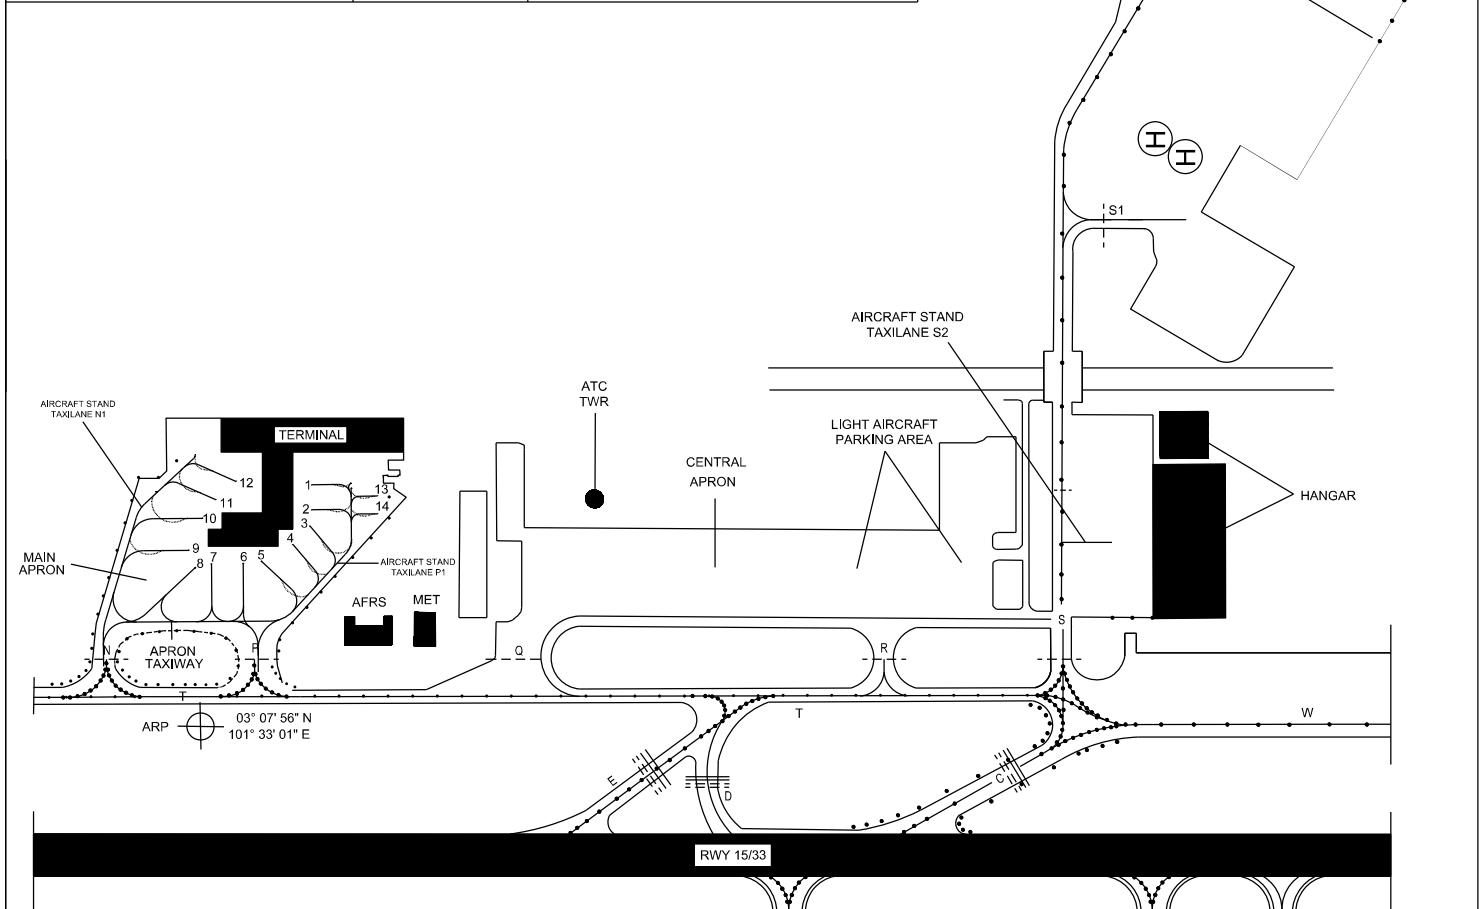 H
H
S1
AIRCRAFT STAND
TAXILANE S2
ATC
TWR
AIRCRAFT STAND
TAXILANE N1
TERMINAL
LIGHT AIRCRAFT
PARKING AREA
CENTRAL
APRON
HANGAR
12
11
10
9
8
7
6
5
4
3
2
1
13
14
MAIN
APRON
AIRCRAFT STAND
TAXILANE P1
AFRS
MET
S
N
APRON
TAXIWAY
P
Q
R
T
T
W
ARP
03° 07' 56" N
101° 33' 01" E
E
D
C
RWY 15/33